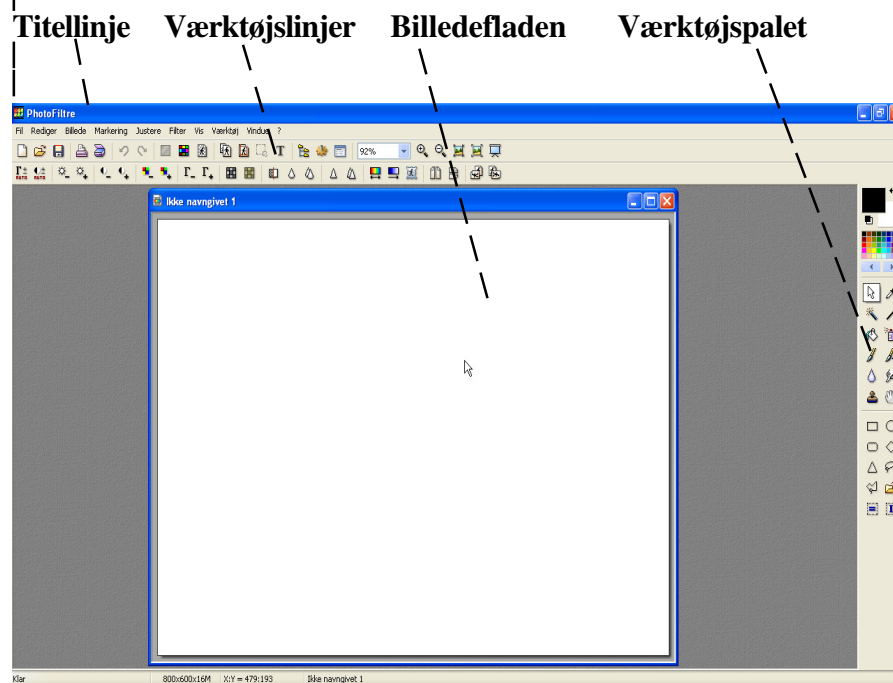 Titellinje Værktøjslinjer Billedefladen Værktøjspalet
PhotoFiltre
Fil Rediger Billede Markering Justere Filter Vis Værktøj Vindue ?
T 92%
Ikke navngivet 1
Klar 800x600x16M X:Y = 479:193 Ikke navngivet 1